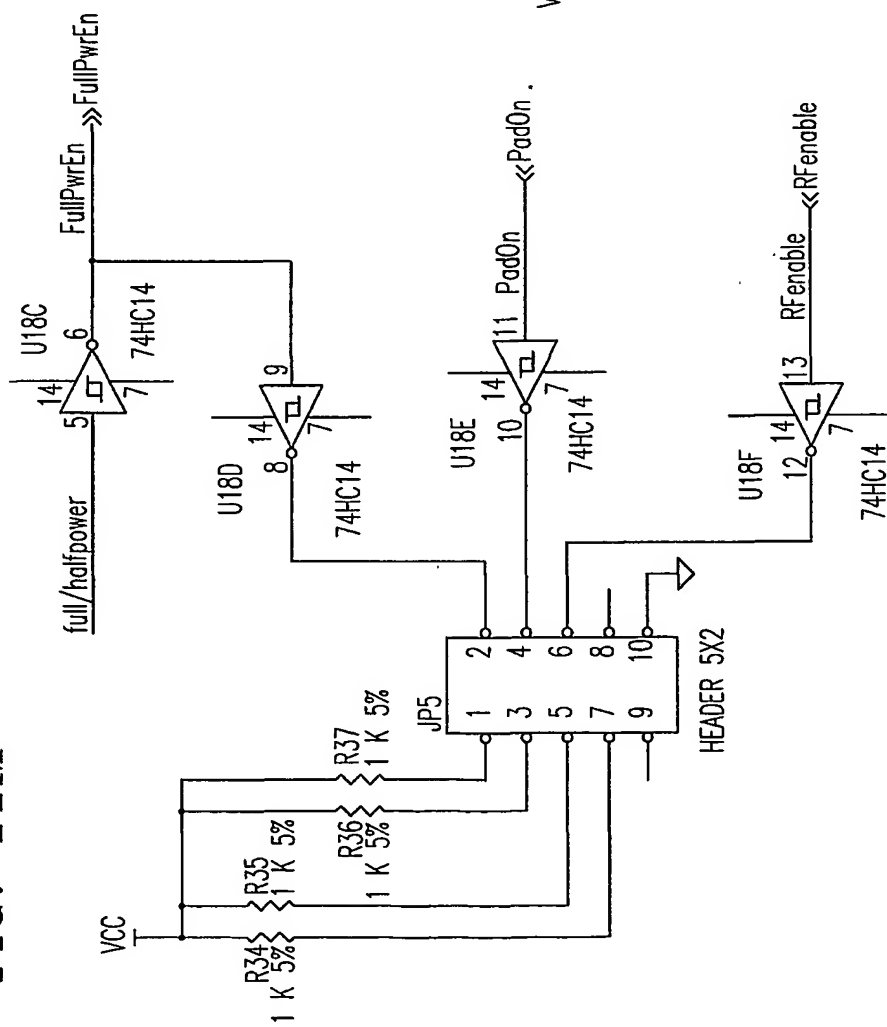 full/halfpower
5
14
U18C
6
7
74HC14
FullPwrEn
FullPwrEn
U18D
8
14
7
9
74HC14
U18E
10
14
7
11
74HC14
PadOn
PadOn
U18F
12
14
7
13
74HC14
RFenable
RFenable
VCC
R34
1 K 5%
R35
1 K 5%
R36
1 K 5%
R37
1 K 5%
JP5
1 2
3 4
5 6
7 8
9 10
HEADER 5X2